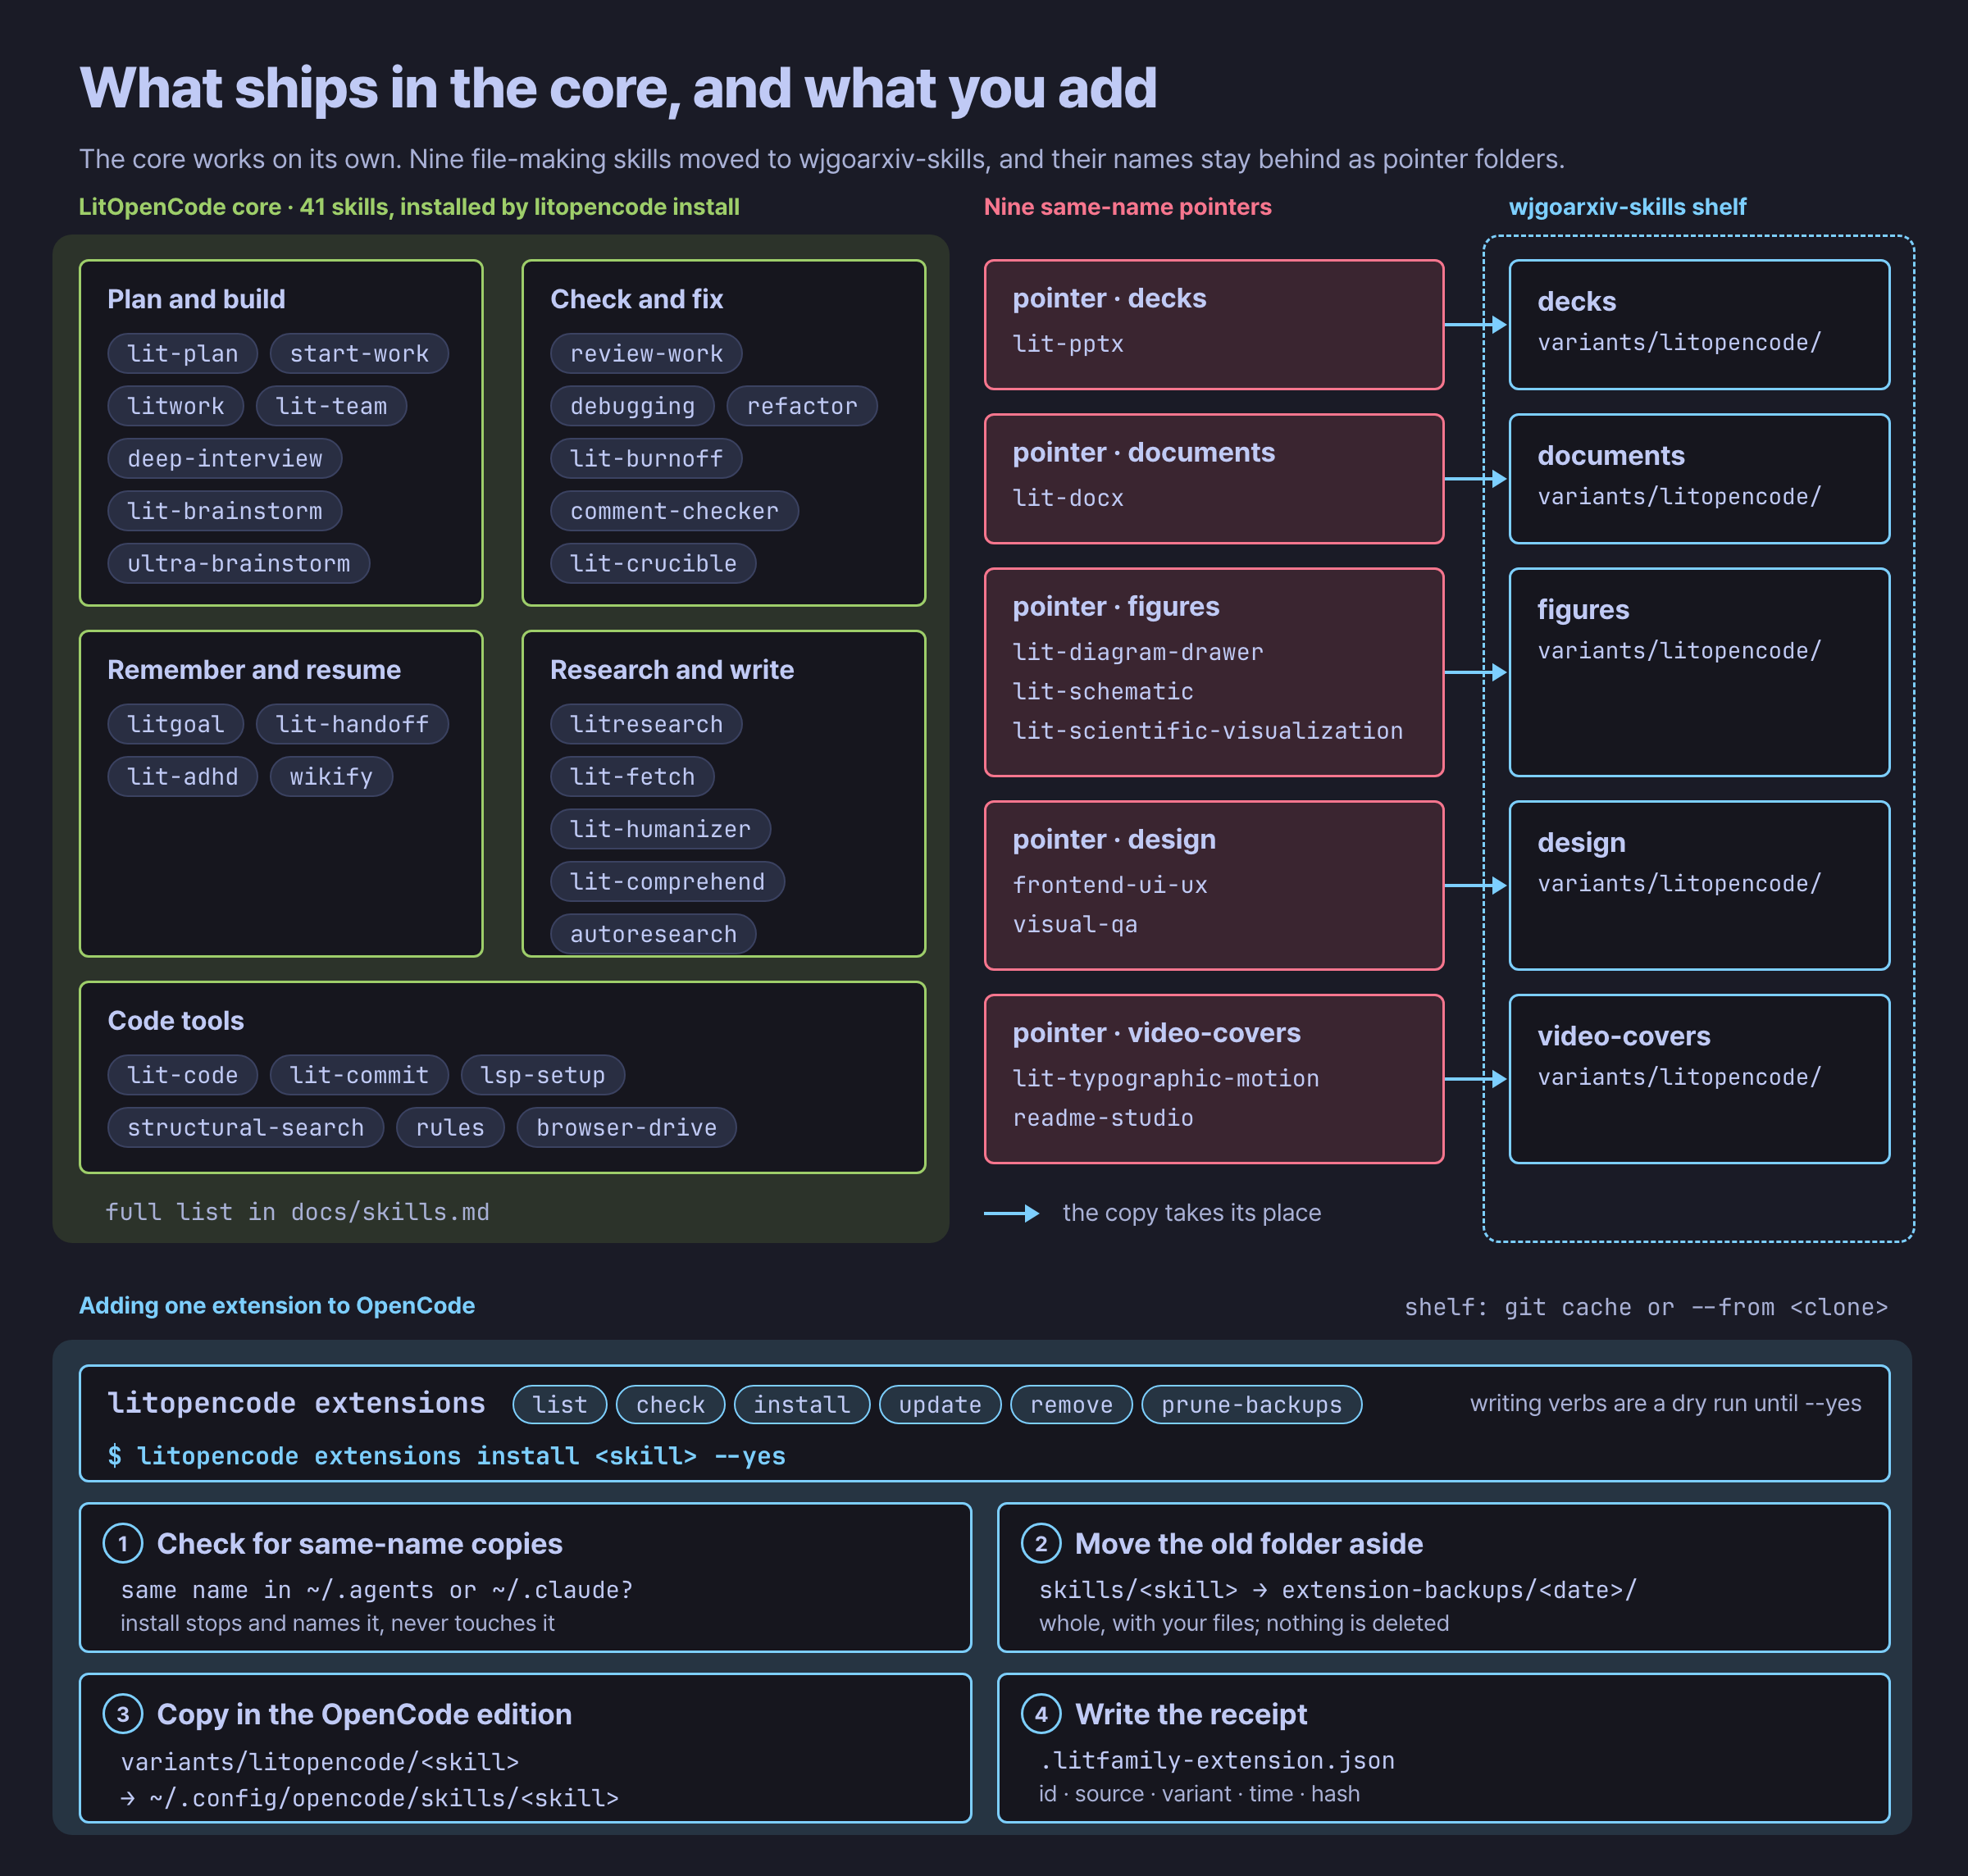 What ships in the core, and what you add
The core works on its own. Nine file-making skills moved to wjgoarxiv-skills, and their names stay behind as pointer folders.
LitOpenCode core · 41 skills, installed by litopencode install
Plan and build
lit-plan start-work
litwork lit-team
deep-interview
lit-brainstorm
ultra-brainstorm
Check and fix
review-work
debugging refactor
lit-burnoff
comment-checker
lit-crucible
Remember and resume
litgoal lit-handoff
lit-adhd wikify
Research and write
litresearch
lit-fetch
lit-humanizer
lit-comprehend
autoresearch
Code tools
lit-code lit-commit lsp-setup
structural-search rules browser-drive
full list in docs/skills.md
Nine same-name pointers
pointer · decks
lit-pptx
pointer · documents
lit-docx
pointer · figures
lit-diagram-drawer
lit-schematic
lit-scientific-visualization
pointer · design
frontend-ui-ux
visual-qa
pointer · video-covers
lit-typographic-motion
readme-studio
the copy takes its place
wjgoarxiv-skills shelf
decks
variants/litopencode/
documents
variants/litopencode/
figures
variants/litopencode/
design
variants/litopencode/
video-covers
variants/litopencode/
Adding one extension to OpenCode
shelf: git cache or --from <clone>
litopencode extensions list check install update remove prune-backups
writing verbs are a dry run until --yes
$ litopencode extensions install <skill> --yes
1 Check for same-name copies
same name in ~/.agents or ~/.claude?
install stops and names it, never touches it
2 Move the old folder aside
skills/<skill> → extension-backups/<date>/
whole, with your files; nothing is deleted
3 Copy in the OpenCode edition
variants/litopencode/<skill>
→ ~/.config/opencode/skills/<skill>
4 Write the receipt
.litfamily-extension.json
id · source · variant · time · hash